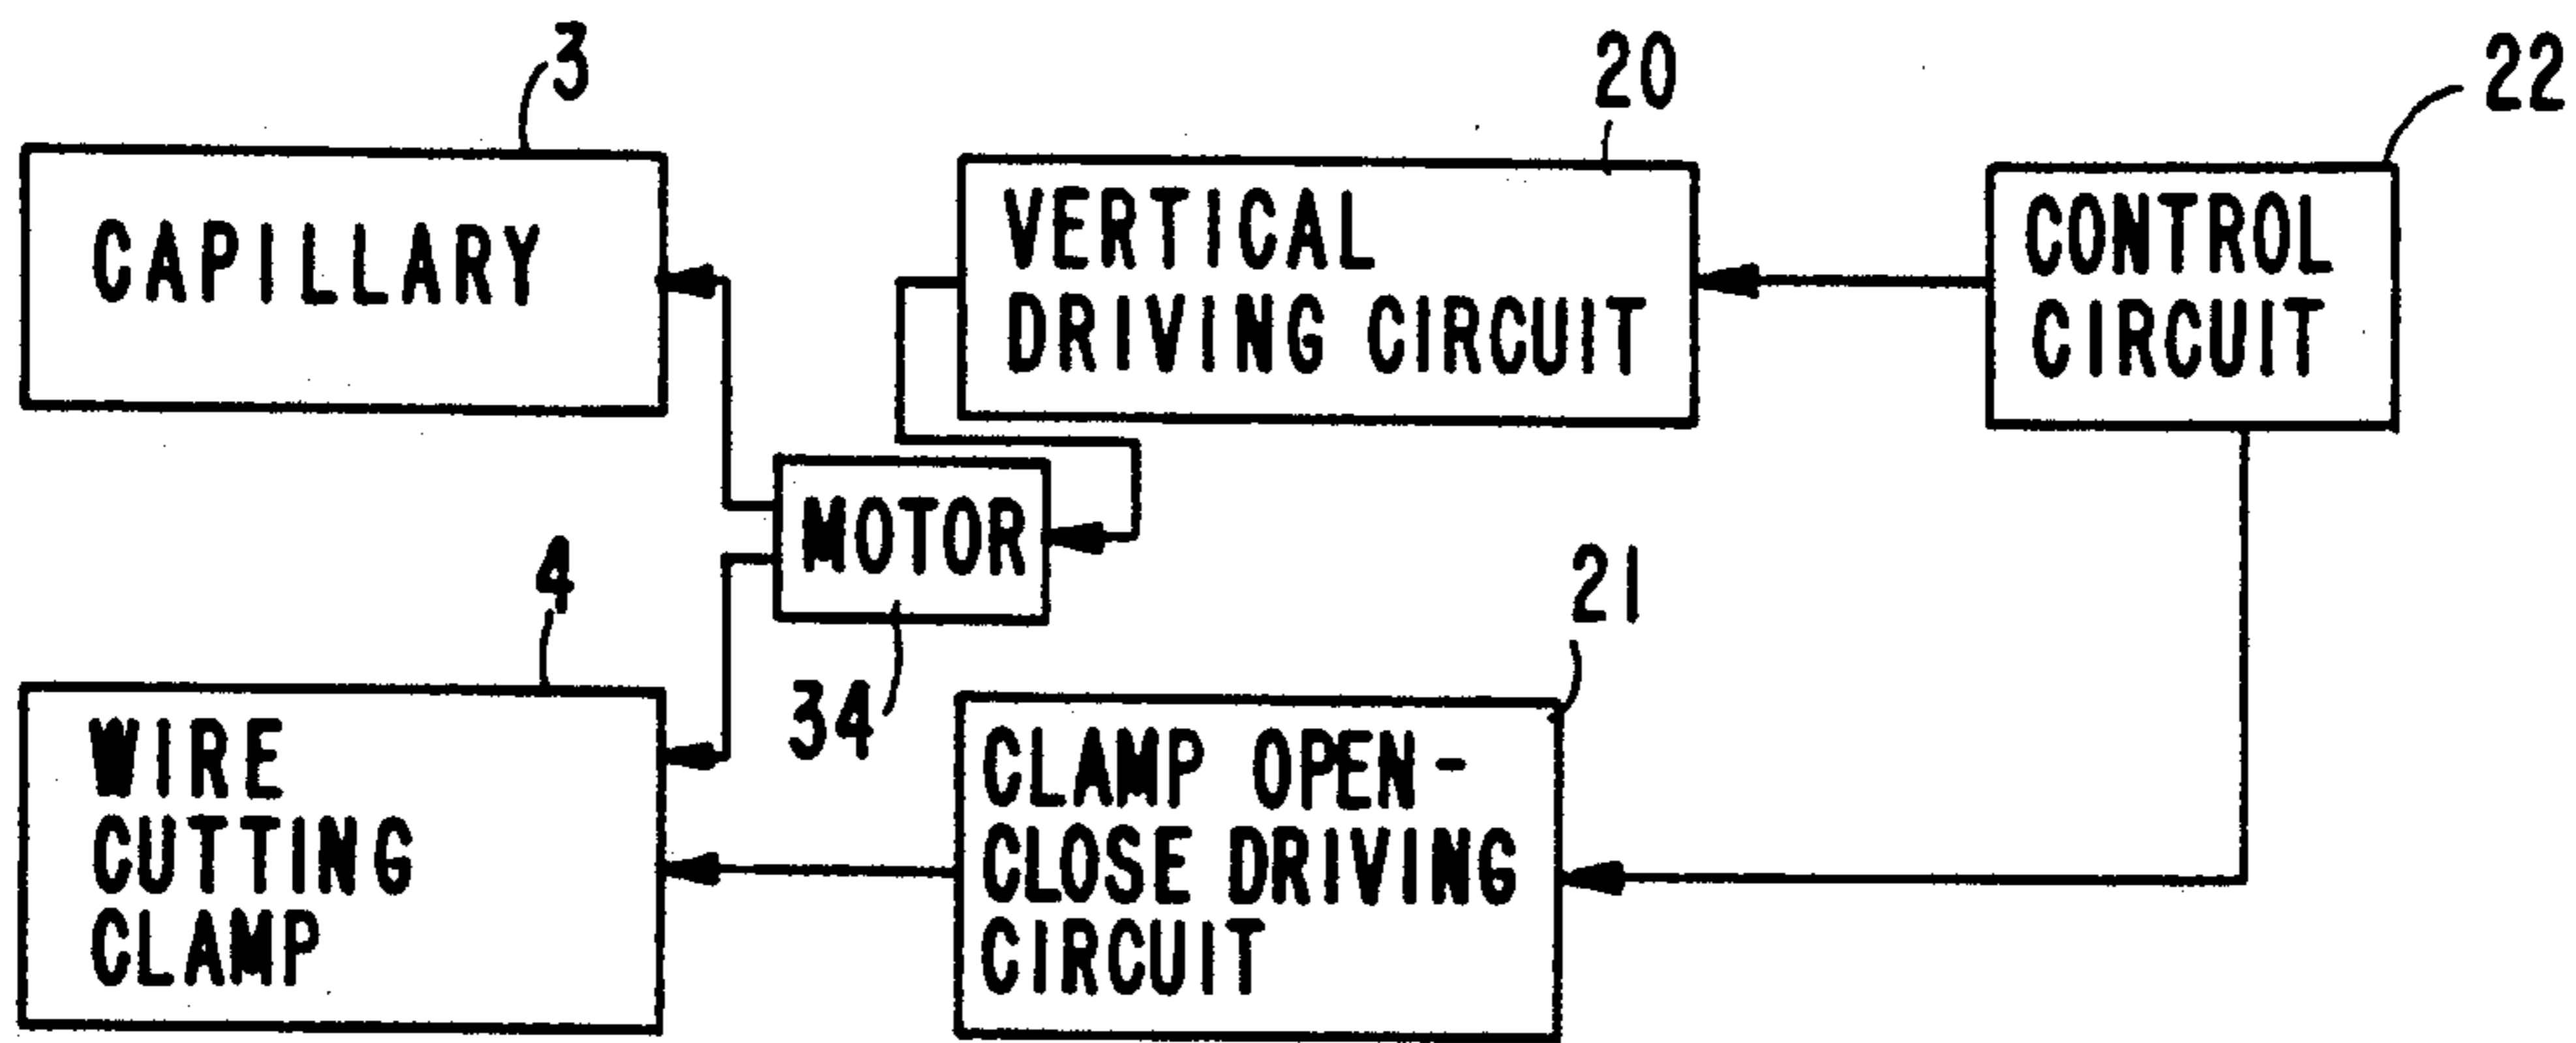 3
20
22
CAPILLARY
VERTICAL
DRIVING CIRCUIT
CONTROL
CIRCUIT
MOTOR
34
4
21
WIRE
CUTTING
CLAMP
CLAMP OPEN-
CLOSE DRIVING
CIRCUIT